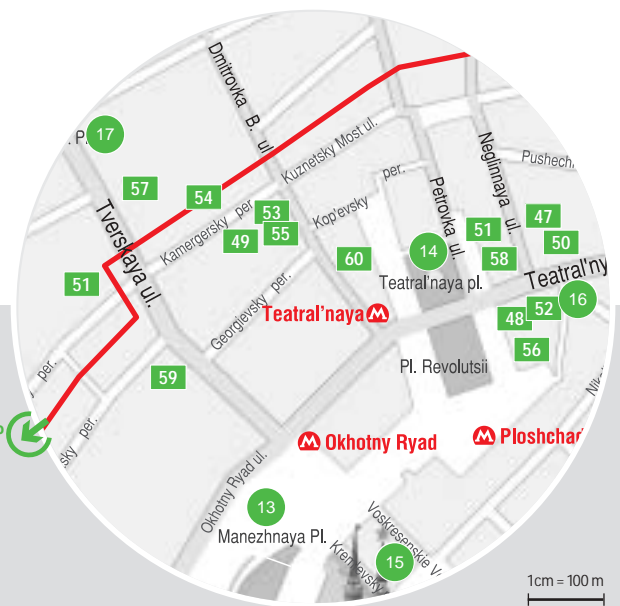 Dmitrovka B. ul.
17
57
54
Kuznetsky Most ul.
Neglinnaya ul.
Pushech
Tverskaya ul.
Kamergersky per.
53
49
55
Kop'evsky per.
Petrovka ul.
51
47
50
60
14
58
Teatral'ny
Teatral'naya pl.
51
Georgievsky per.
Teatral'naya
48
52
16
56
59
Pl. Revolutsii
per.
sky per.
Okhotny Ryad
Ploshchad
Okhotny Ryad ul.
13
Manezhnaya Pl.
Voskresenskie V
Kremlevsky
15
1cm = 100 m